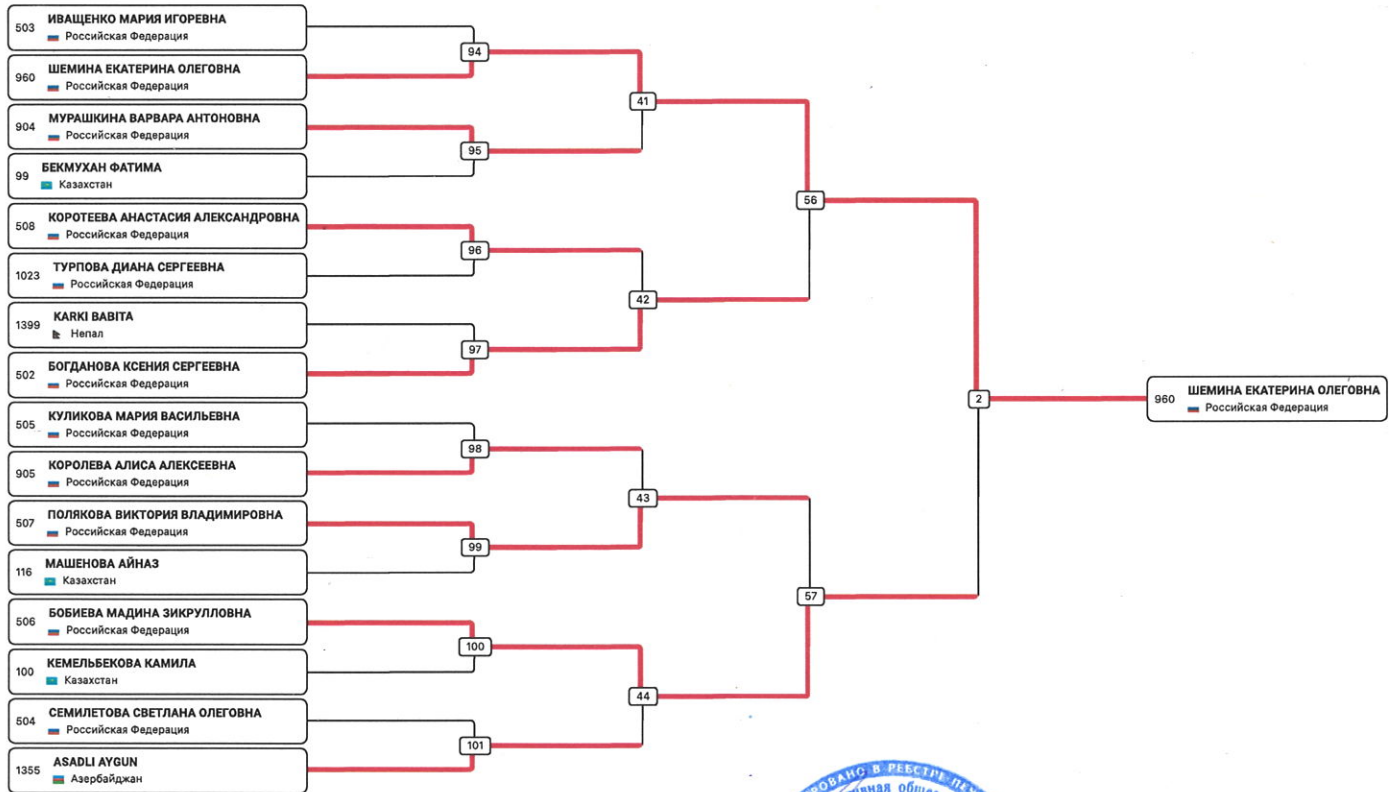 503 ИВАЩЕНКО МАРИЯ ИГОРЕВНА
Российская Федерация
960 ШЕМИНА ЕКАТЕРИНА ОЛЕГОВНА
Российская Федерация
904 МУРАШКИНА ВАРВАРА АНТОНОВНА
Российская Федерация
99 БЕКМУХАН ФАТИМА
Казахстан
508 КОРОТЕЕВА АНАСТАСИЯ АЛЕКСАНДРОВНА
Российская Федерация
1023 ТУРПОВА ДИАНА СЕРГЕЕВНА
Российская Федерация
1399 KARKI BABITA
Непал
502 БОГДАНОВА КСЕНИЯ СЕРГЕЕВНА
Российская Федерация
505 КУЛИКОВА МАРИЯ ВАСИЛЬЕВНА
Российская Федерация
905 КОРОЛЕВА АЛИСА АЛЕКСЕЕВНА
Российская Федерация
507 ПОЛЯКОВА ВИКТОРИЯ ВЛАДИМИРОВНА
Российская Федерация
116 МАШЕНОВА АЙНАЗ
Казахстан
506 БОБИЕВА МАДИНА ЗИКРУЛЛОВНА
Российская Федерация
100 КЕМЕЛЬБЕКОВА КАМИЛА
Казахстан
504 СЕМИЛЕТОВА СВЕТЛАНА ОЛЕГОВНА
Российская Федерация
1355 ASADLI AYGUN
Азербайджан
94
95
96
97
98
99
100
101
41
42
43
44
56
57
2
960 ШЕМИНА ЕКАТЕРИНА ОЛЕГОВНА
Российская Федерация
В РЕЕСТРЕ